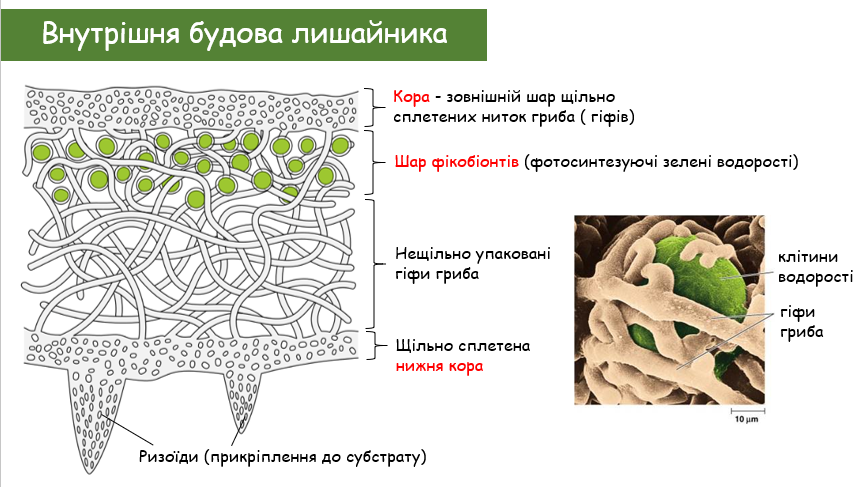 Внутрішня будова лишайника
Кора - зовнішній шар щільно
сплетених ниток гриба ( гіфів)
Шар фікобіонтів (фотосинтезуючі зелені водорості)
Нещільно упаковані
гіфи гриба
клітини
водорості
гіфи
гриба
Щільно сплетена
нижня кора
10 µm
Ризоїди (прикріплення до субстрату)